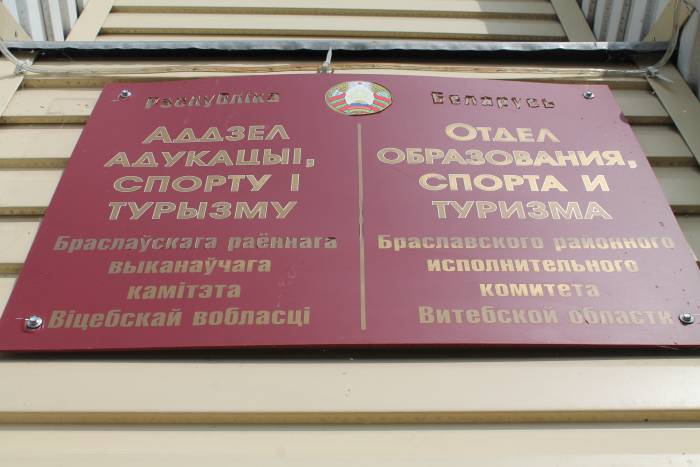 Рэспубліка Беларусь
Аддзел
адукацыі,
спорту і
турызму
Браслаўскага раённага
выканаўчага
камітэта
Віцебскай вобласці
Отдел
образования,
спорта и
туризма
Браславского районного
исполнительного
комитета
Витебской области